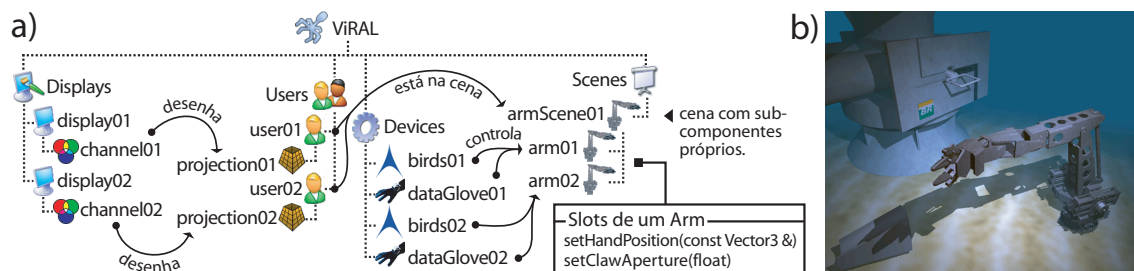 a)
ViRAL
Displays
display01
channel01
display02
channel02
desenha
desenha
Users
user01
projection01
user02
projection02
está na cena
Devices
birds01
dataGlove01
birds02
dataGlove02
controla
Scenes
armScene01
arm01
arm02
cena com sub-
componentes
próprios.
Slots de um Arm
setHandPosition(const Vector3 &)
setClawAperture(float)
b)
BR